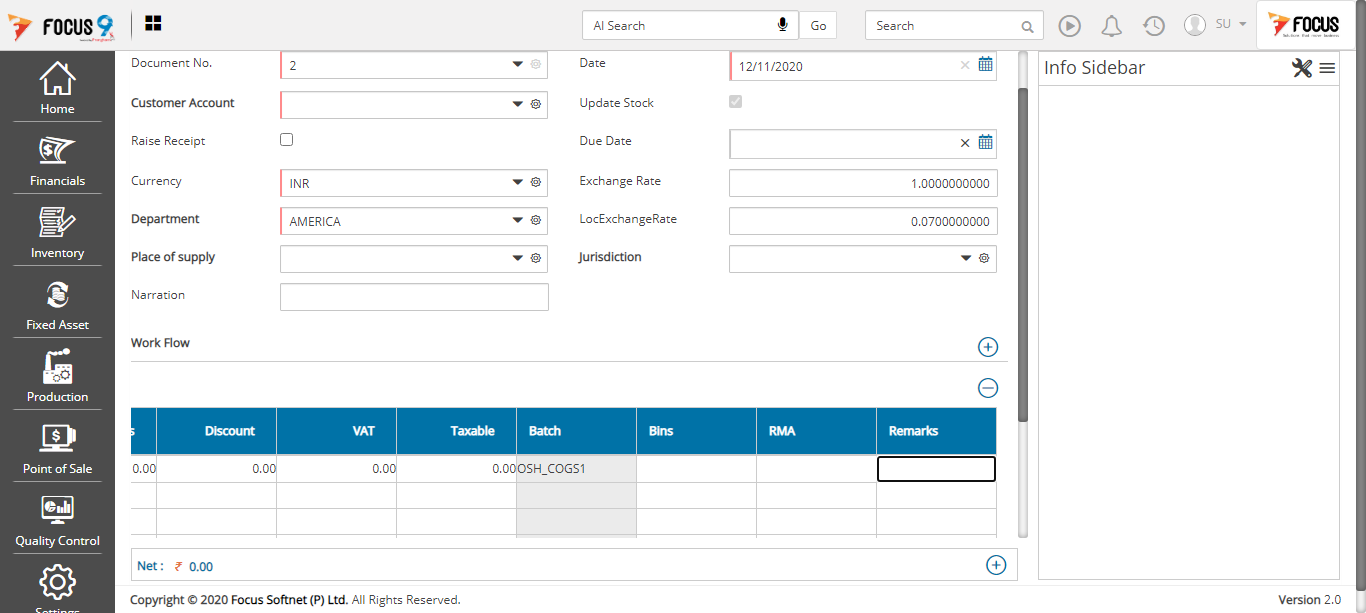 FOCUS 9
AI Search
Go
Search
SU
FOCUS
Home
Financials
Inventory
Fixed Asset
Production
Point of Sale
Quality Control
Settings
Document No.
2
Date
12/11/2020
Customer Account
Update Stock
Raise Receipt
Due Date
Currency
INR
Exchange Rate
1.0000000000
Department
AMERICA
LocExchangeRate
0.0700000000
Place of supply
Jurisdiction
Narration
Work Flow
s Discount VAT Taxable Batch Bins RMA Remarks
0.00 0.00 0.00 0.00 OSH_COGS1
Net : ₹ 0.00
Copyright © 2020 Focus Softnet (P) Ltd. All Rights Reserved.
Version 2.0
Info Sidebar